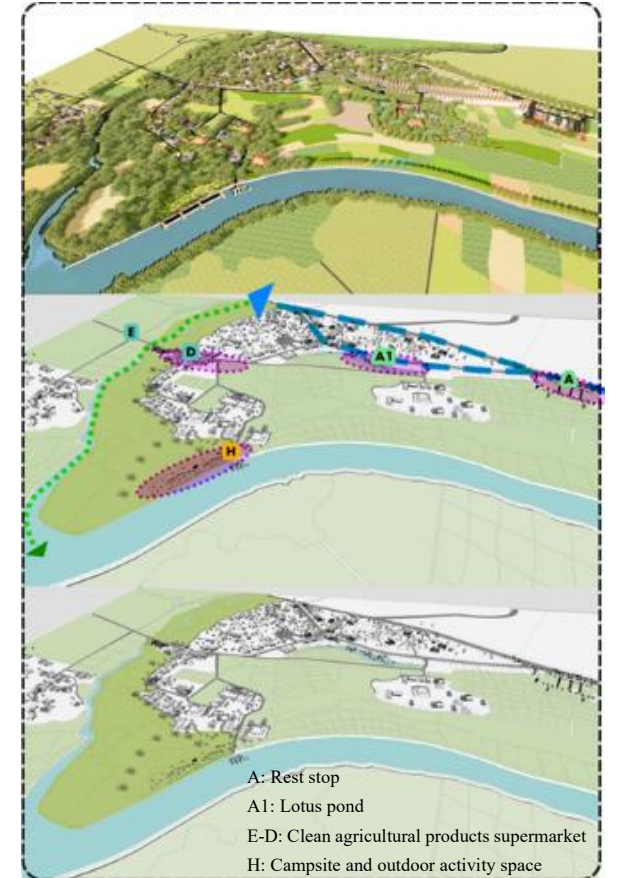 E
D
A1
A
H
A: Rest stop
A1: Lotus pond
E-D: Clean agricultural products supermarket
H: Campsite and outdoor activity space